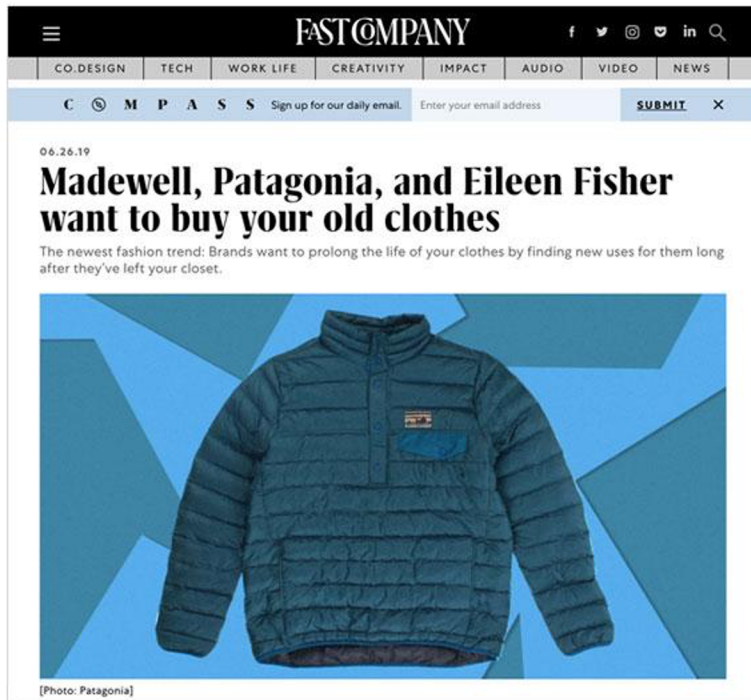 FAST COMPANY
f
in
CO.DESIGN TECH WORK LIFE CREATIVITY IMPACT AUDIO VIDEO NEWS
COMPASS Sign up for our daily email. Enter your email address SUBMIT X
06.26.19
Madewell, Patagonia, and Eileen Fisher
want to buy your old clothes
The newest fashion trend: Brands want to prolong the life of your clothes by finding new uses for them long
after they've left your closet.
[Photo: Patagonia]